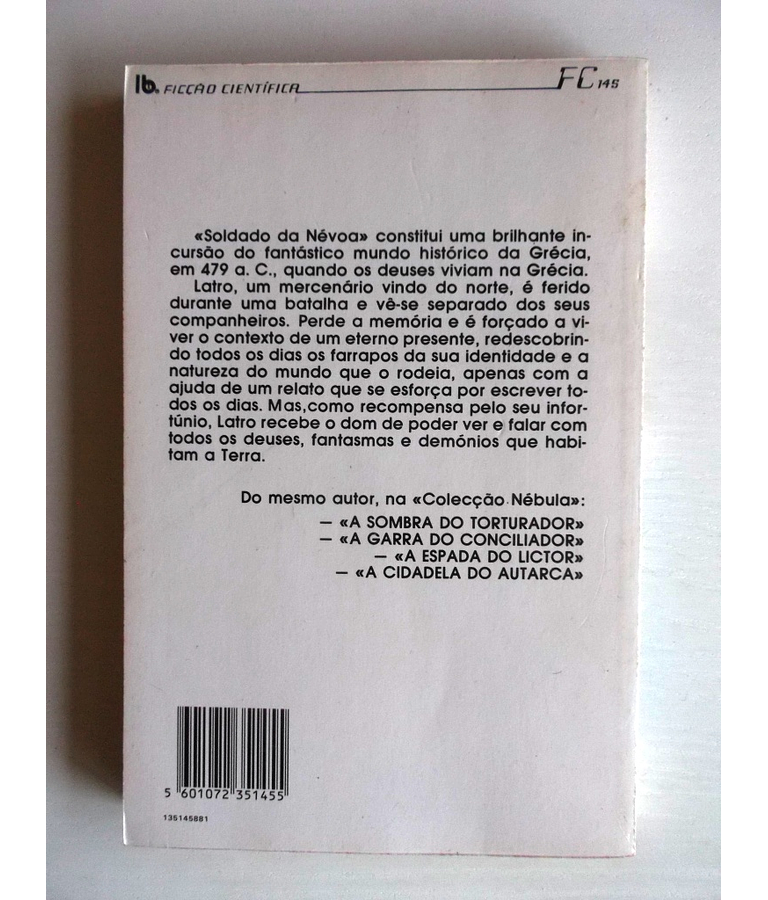 lb. FICÇÃO CIENTÍFICA
FC 145
«Soldado da Névoa» constitui uma brilhante in-
cursão do fantástico mundo histórico da Grécia,
em 479 a. C., quando os deuses viviam na Grécia.
Latro, um mercenário vindo do norte, é ferido
durante uma batalha e vê-se separado dos seus
companheiros. Perde a memória e é forçado a vi-
ver o contexto de um eterno presente, redescobrin-
do todos os dias os farrapos da sua identidade e a
natureza do mundo que o rodeia, apenas com a
ajuda de um relato que se esforça por escrever to-
dos os dias. Mas,como recompensa pelo seu infor-
túnio, Latro recebe o dom de poder ver e falar com
todos os deuses, fantasmas e demónios que habi-
tam a Terra.
Do mesmo autor, na «Colecção Nébula»:
— «A SOMBRA DO TORTURADOR»
— «A GARRA DO CONCILIADOR»
— «A ESPADA DO LICTOR»
— «A CIDADELA DO AUTARCA»
5 601072 351455
135145881